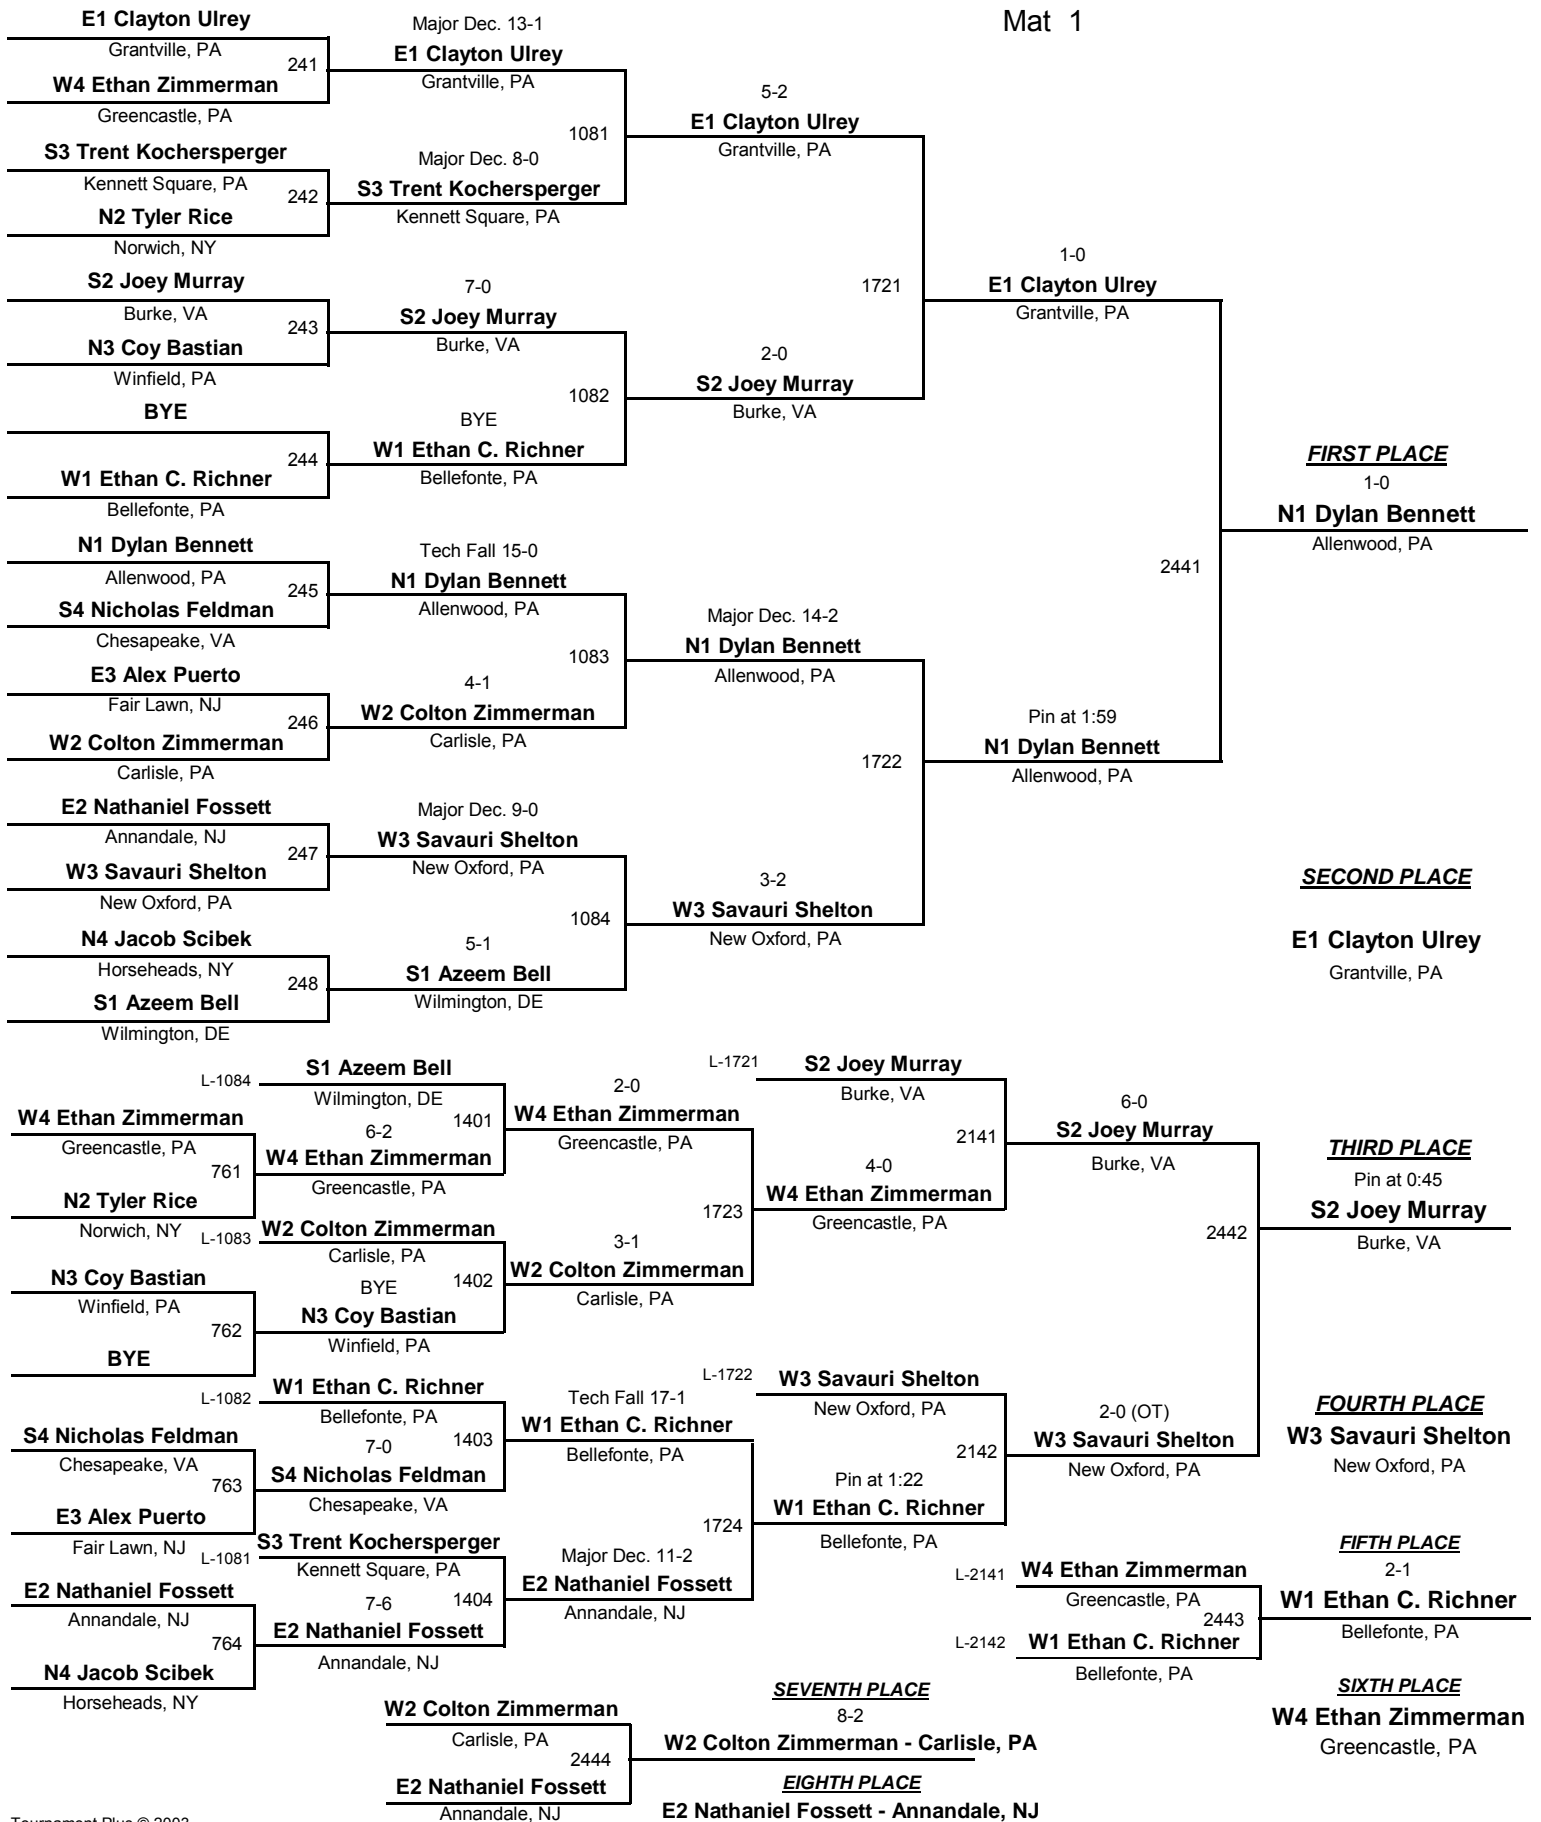 Mat 1
E1 Clayton Ulrey
Grantville, PA
241
W4 Ethan Zimmerman
Greencastle, PA
S3 Trent Kochersperger
Kennett Square, PA
242
N2 Tyler Rice
Norwich, NY
S2 Joey Murray
Burke, VA
243
N3 Coy Bastian
Winfield, PA
BYE
244
W1 Ethan C. Richner
Bellefonte, PA
N1 Dylan Bennett
Allenwood, PA
245
S4 Nicholas Feldman
Chesapeake, VA
E3 Alex Puerto
Fair Lawn, NJ
246
W2 Colton Zimmerman
Carlisle, PA
E2 Nathaniel Fossett
Annandale, NJ
247
W3 Savauri Shelton
New Oxford, PA
N4 Jacob Scibek
Horseheads, NY
248
S1 Azeem Bell
Wilmington, DE
Major Dec. 13-1
E1 Clayton Ulrey
Grantville, PA
1081
Major Dec. 8-0
S3 Trent Kochersperger
Kennett Square, PA
7-0
S2 Joey Murray
Burke, VA
1082
BYE
W1 Ethan C. Richner
Bellefonte, PA
Tech Fall 15-0
N1 Dylan Bennett
Allenwood, PA
1083
4-1
W2 Colton Zimmerman
Carlisle, PA
Major Dec. 9-0
W3 Savauri Shelton
New Oxford, PA
1084
5-1
S1 Azeem Bell
Wilmington, DE
5-2
E1 Clayton Ulrey
Grantville, PA
1721
2-0
S2 Joey Murray
Burke, VA
Major Dec. 14-2
N1 Dylan Bennett
Allenwood, PA
1722
3-2
W3 Savauri Shelton
New Oxford, PA
1-0
E1 Clayton Ulrey
Grantville, PA
2441
Pin at 1:59
N1 Dylan Bennett
Allenwood, PA
FIRST PLACE
1-0
N1 Dylan Bennett
Allenwood, PA
SECOND PLACE
E1 Clayton Ulrey
Grantville, PA
W4 Ethan Zimmerman
Greencastle, PA
761
N2 Tyler Rice
Norwich, NY
N3 Coy Bastian
Winfield, PA
762
BYE
S4 Nicholas Feldman
Chesapeake, VA
763
E3 Alex Puerto
Fair Lawn, NJ
E2 Nathaniel Fossett
Annandale, NJ
764
N4 Jacob Scibek
Horseheads, NY
L-1084
S1 Azeem Bell
Wilmington, DE
1401
6-2
W4 Ethan Zimmerman
Greencastle, PA
L-1083
W2 Colton Zimmerman
Carlisle, PA
1402
BYE
N3 Coy Bastian
Winfield, PA
L-1082
W1 Ethan C. Richner
Bellefonte, PA
1403
7-0
S4 Nicholas Feldman
Chesapeake, VA
L-1081
S3 Trent Kochersperger
Kennett Square, PA
1404
7-6
E2 Nathaniel Fossett
Annandale, NJ
2-0
W4 Ethan Zimmerman
Greencastle, PA
1723
3-1
W2 Colton Zimmerman
Carlisle, PA
Tech Fall 17-1
W1 Ethan C. Richner
Bellefonte, PA
1724
Major Dec. 11-2
E2 Nathaniel Fossett
Annandale, NJ
L-1721
S2 Joey Murray
Burke, VA
2141
4-0
W4 Ethan Zimmerman
Greencastle, PA
L-1722
W3 Savauri Shelton
New Oxford, PA
2142
Pin at 1:22
W1 Ethan C. Richner
Bellefonte, PA
6-0
S2 Joey Murray
Burke, VA
2442
2-0 (OT)
W3 Savauri Shelton
New Oxford, PA
THIRD PLACE
Pin at 0:45
S2 Joey Murray
Burke, VA
FOURTH PLACE
W3 Savauri Shelton
New Oxford, PA
L-2141
W4 Ethan Zimmerman
Greencastle, PA
2443
L-2142
W1 Ethan C. Richner
Bellefonte, PA
FIFTH PLACE
2-1
W1 Ethan C. Richner
Bellefonte, PA
SIXTH PLACE
W4 Ethan Zimmerman
Greencastle, PA
W2 Colton Zimmerman
Carlisle, PA
2444
E2 Nathaniel Fossett
Annandale, NJ
SEVENTH PLACE
8-2
W2 Colton Zimmerman - Carlisle, PA
EIGHTH PLACE
E2 Nathaniel Fossett - Annandale, NJ
Tournament Plus © 2003